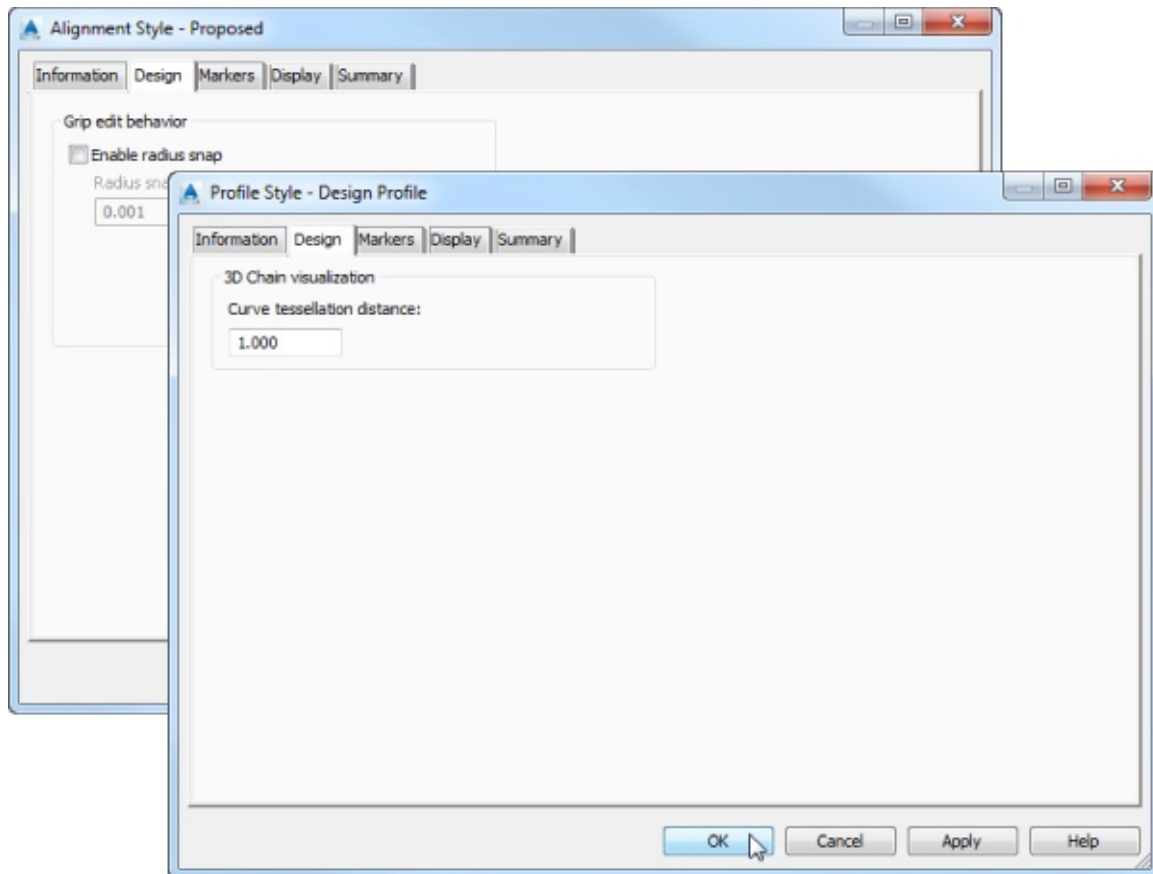 Alignment Style - Proposed
Information Design Markers Display Summary
Grip edit behavior
Enable radius snap
Radius
0.001
Profile Style - Design Profile
Information Design Markers Display Summary
3D Chain visualization
Curve tessellation distance:
1.000
OK Cancel Apply Help